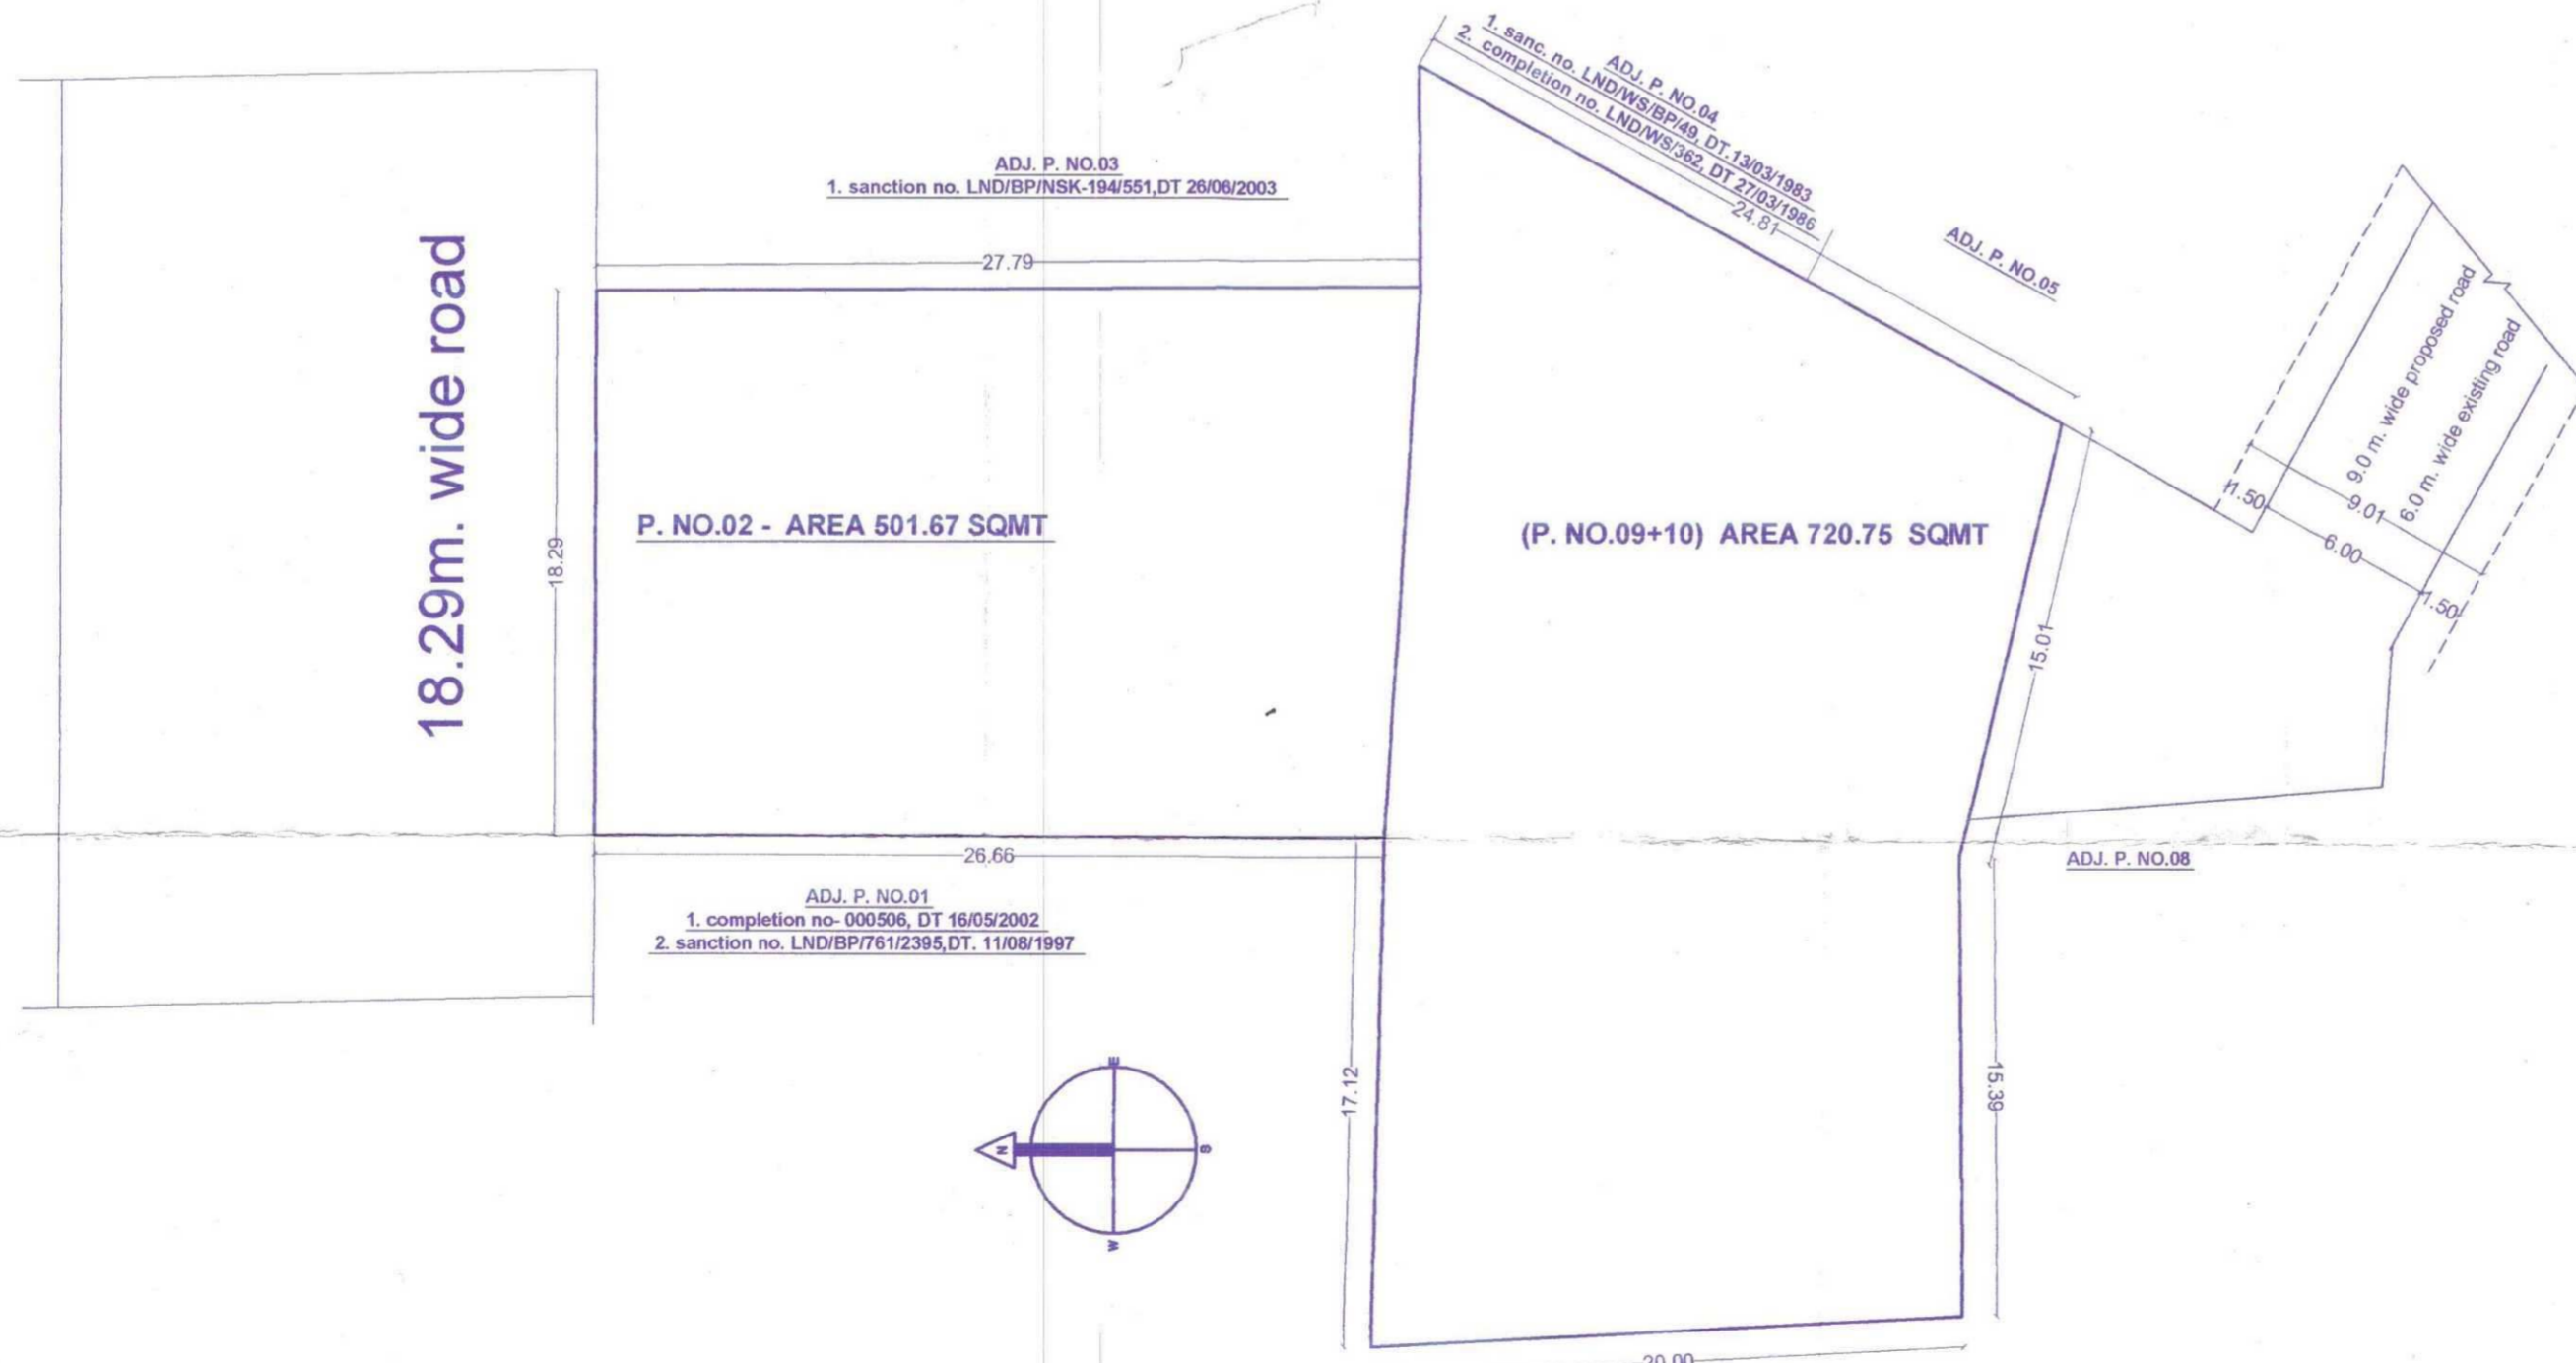 1. sanc. no. LND/WS/BP/49, DT.13/03/1983
2. completion no. LND/WS/362, DT 27/03/1986
ADJ. P. NO.04
24.81
ADJ. P. NO.05
ADJ. P. NO.03
1. sanction no. LND/BP/NSK-194/551,DT 26/06/2003
27.79
18.29m. wide road
18.29
P. NO.02 - AREA 501.67 SQMT
(P. NO.09+10) AREA 720.75 SQMT
9.0 m. wide proposed road
6.0 m. wide existing road
1.50
9.01
6.00
1.50
15.01
26.66
ADJ. P. NO.08
ADJ. P. NO.01
1. completion no- 000506, DT 16/05/2002
2. sanction no. LND/BP/761/2395,DT. 11/08/1997
17.12
15.39
E
N
S
W
20.00